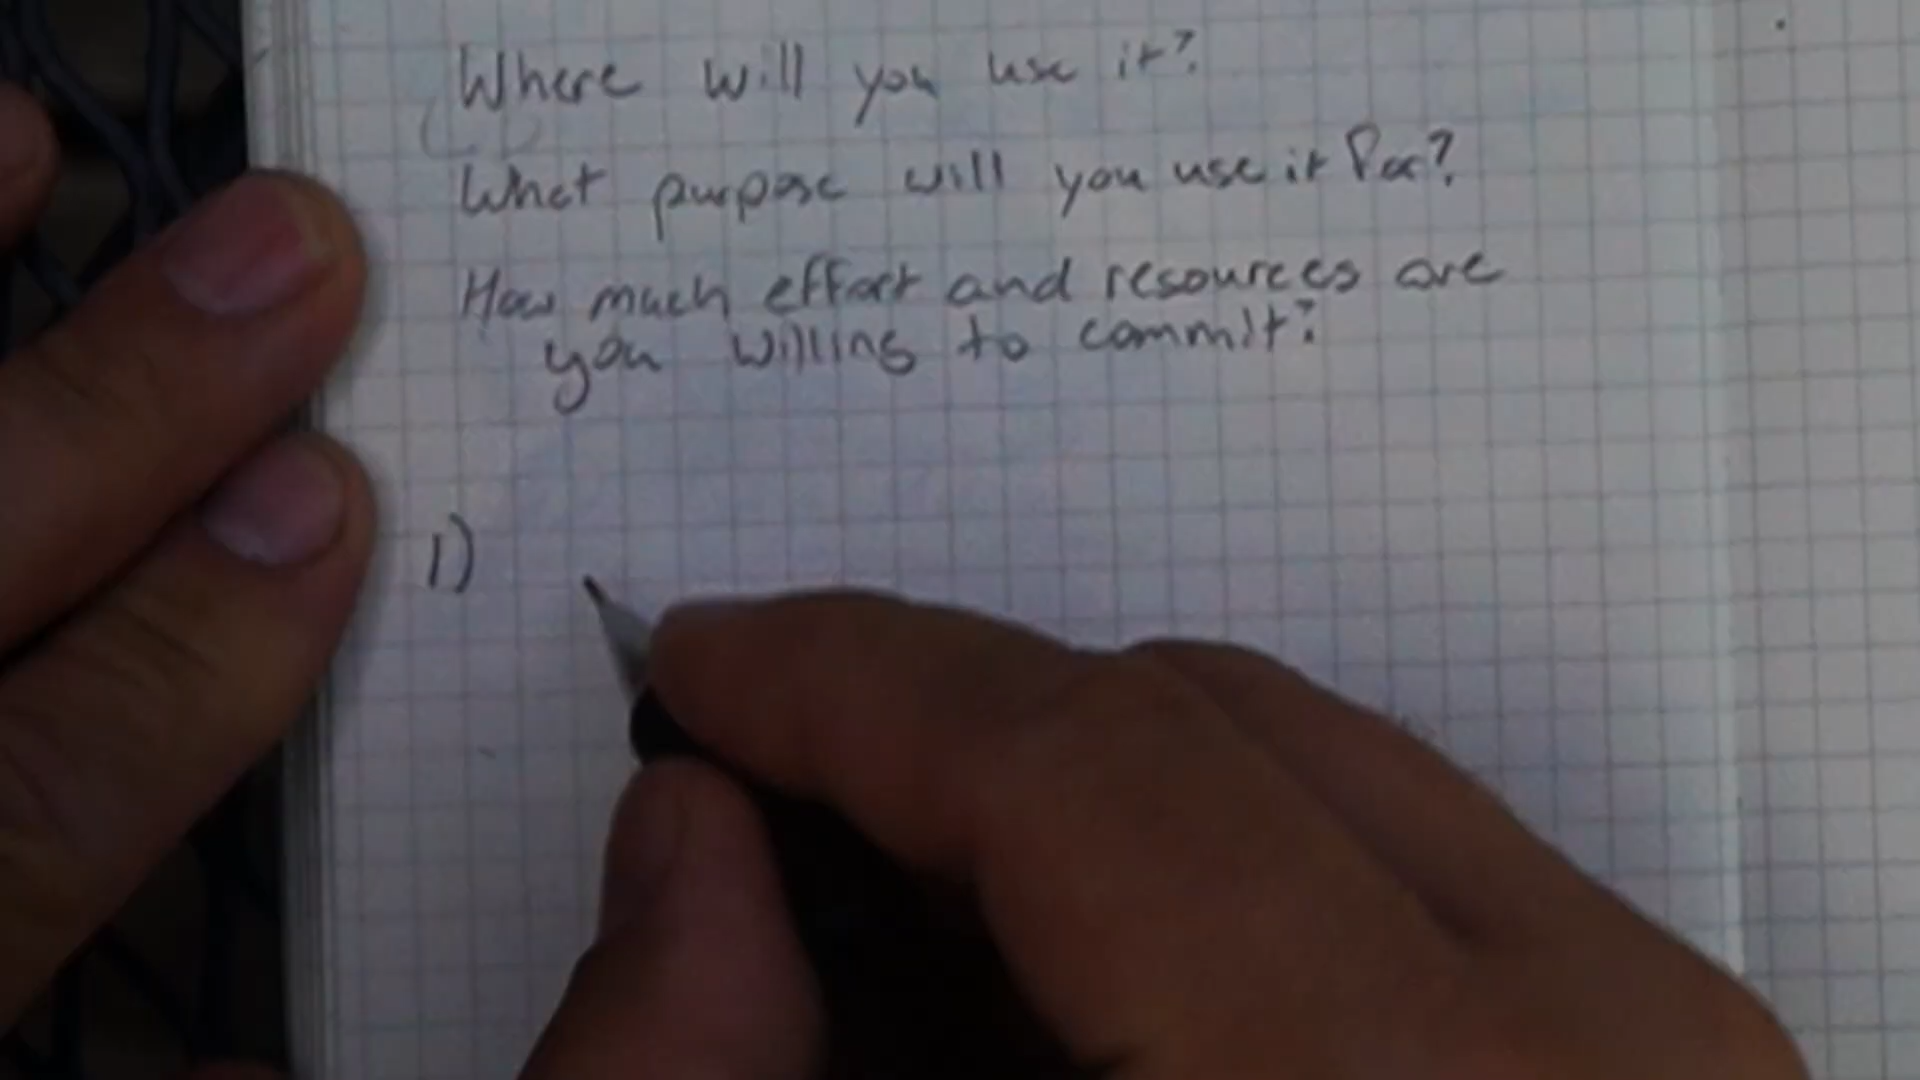 Where will you use it?
What purpose will you use it for?
How much effort and resources are
you willing to commit?
1)